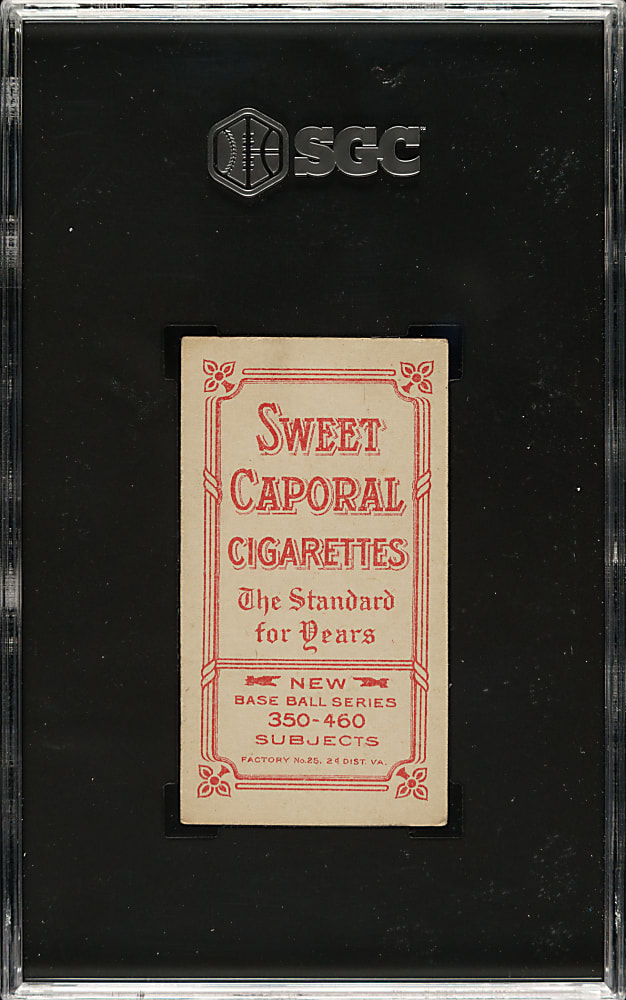 SGC
SWEET
CAPORAL
CIGARETTES
The Standard
for Years
NEW
BASE BALL SERIES
350-460
SUBJECTS
FACTORY No.25. 2d DIST. VA.